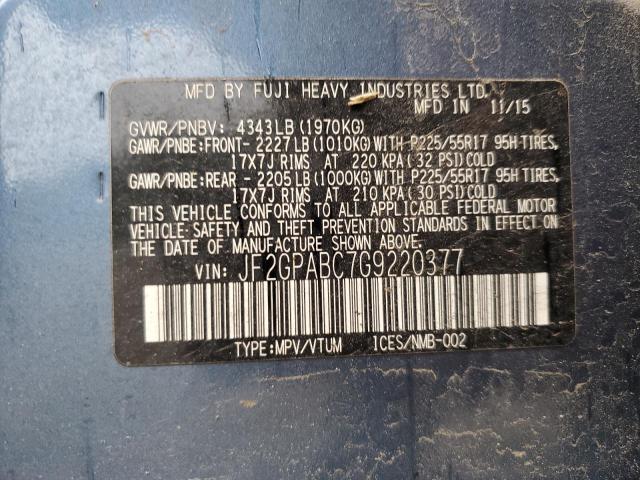 MFD BY FUJI HEAVY INDUSTRIES LTD.
MFD IN 11/15
GVWR/PNBV: 4343LB (1970KG)
GAWR/PNBE:FRONT- 2227 LB (1010KG) WITH P225/55R17 95H TIRES,
17X7J RIMS AT 220 KPA (32 PSI) COLD
GAWR/PNBE:REAR - 2205 LB (1000KG) WITH P225/55R17 95H TIRES,
17X7J RIMS AT 210 KPA (30 PSI) COLD
THIS VEHICLE CONFORMS TO ALL APPLICABLE FEDERAL MOTOR
VEHICLE SAFETY AND THEFT PREVENTION STANDARDS IN EFFECT ON
THE DATE OF MANUFACTURE SHOWN ABOVE.
VIN: JF2GPABC7G9220377
TYPE:MPV/VTUM ICES/NMB-002